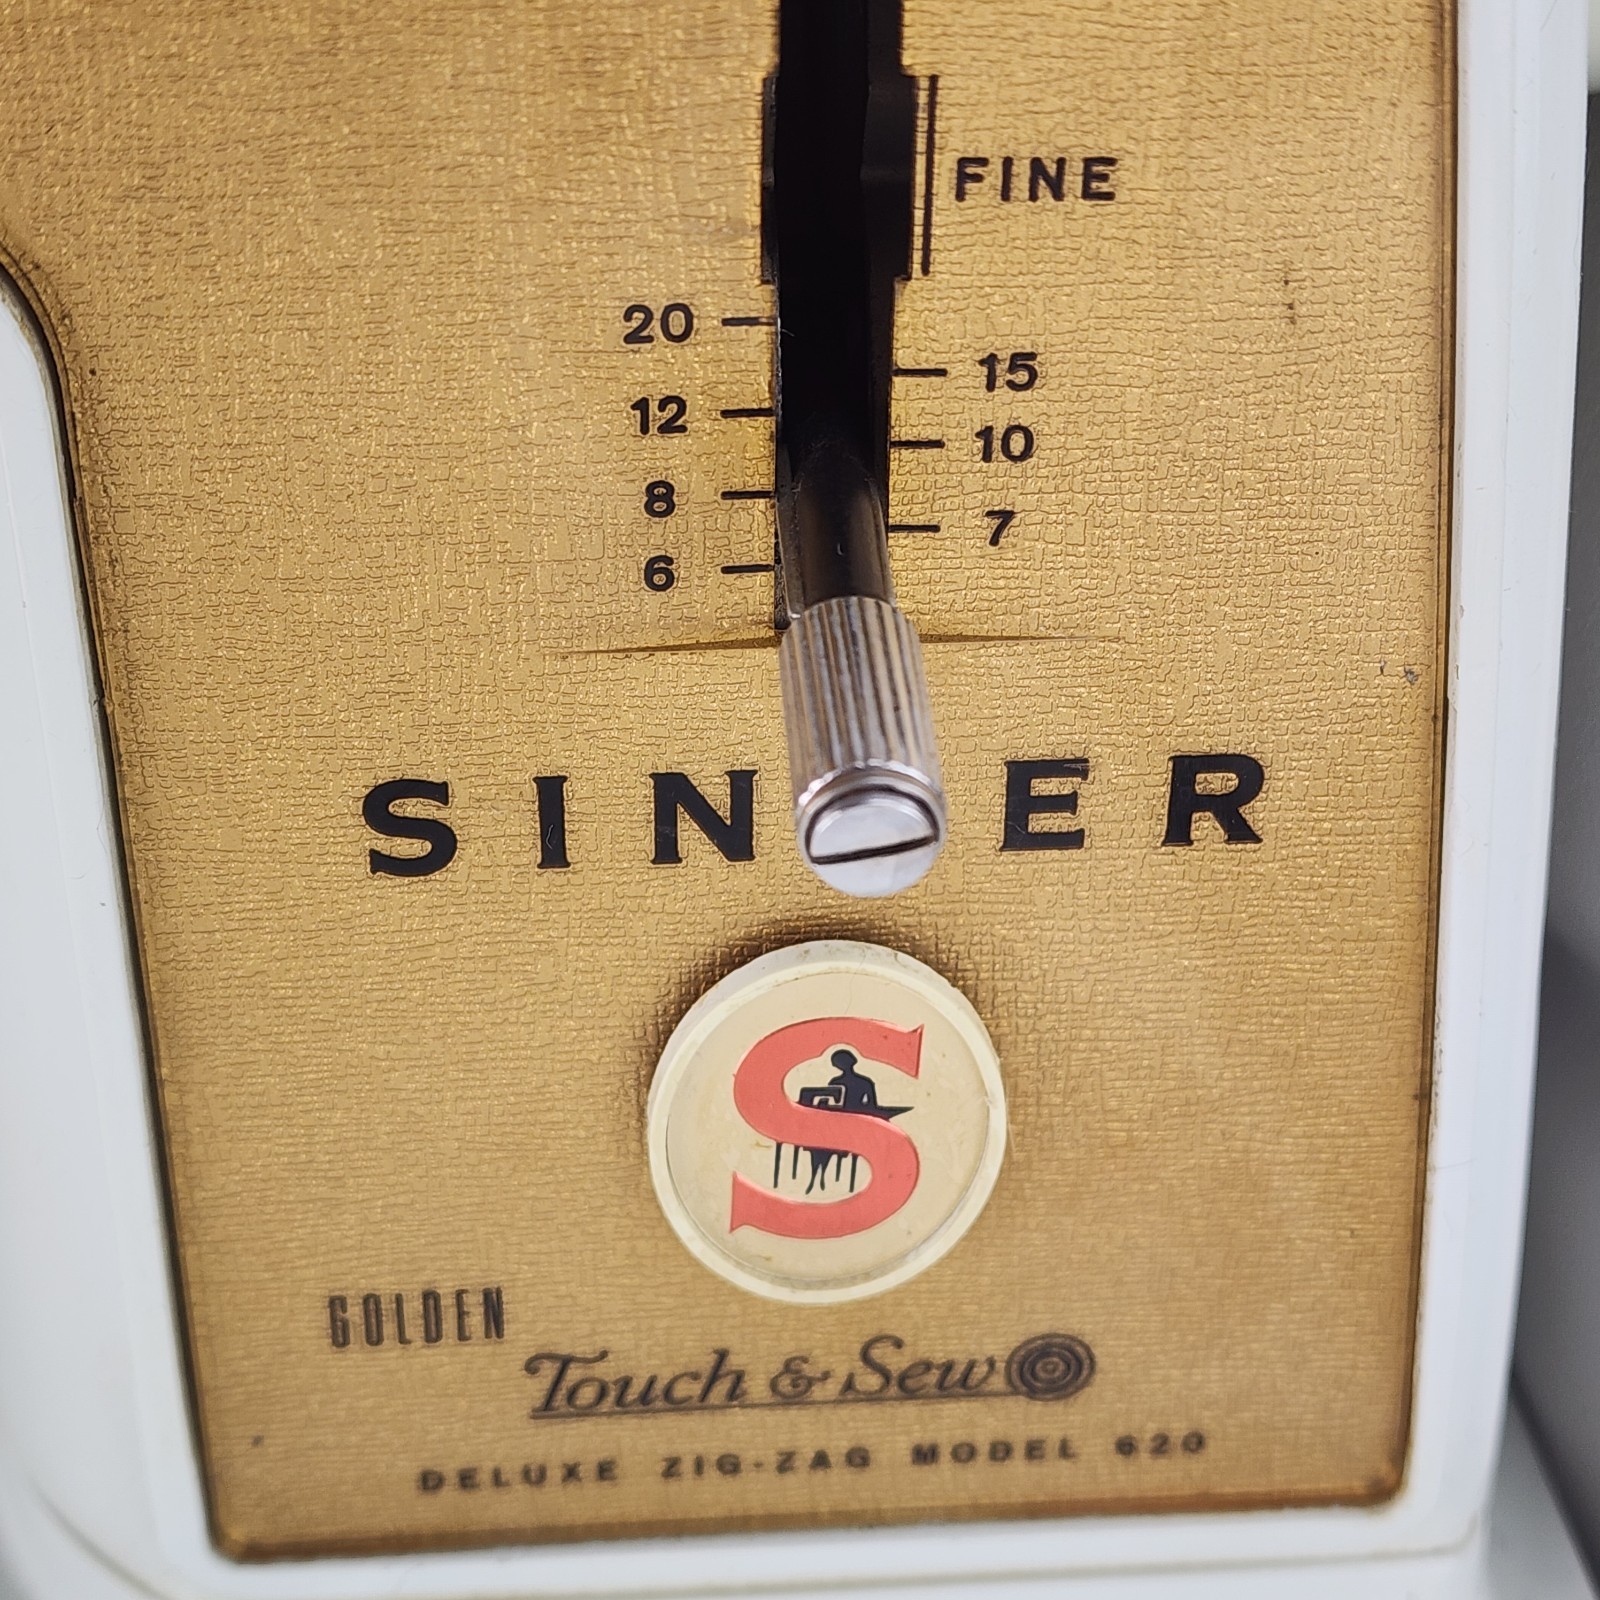 FINE
20
15
12
10
8
7
6
SIN ER
S
GOLDEN
Touch & Sew
DELUXE ZIG-ZAG MODEL 620